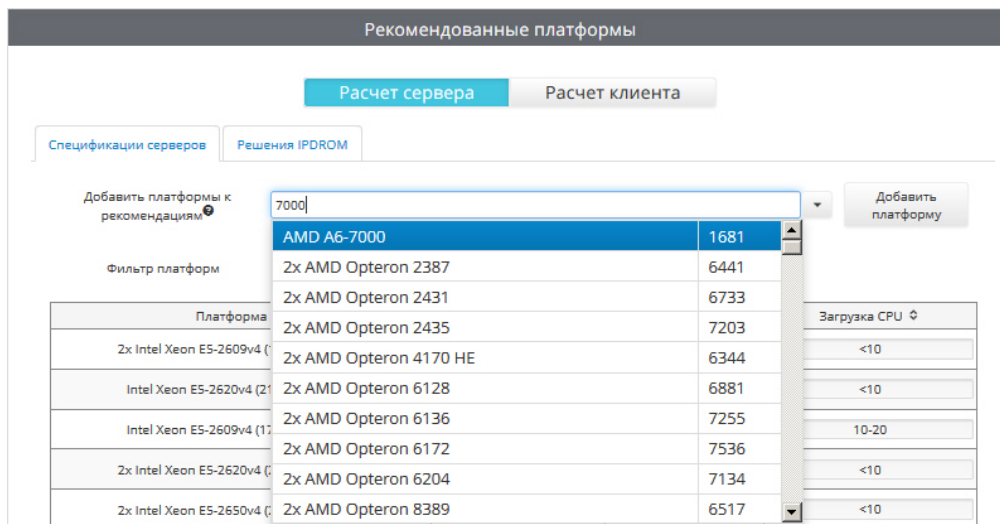 Рекомендованные платформы
Расчет сервера Расчет клиента
Спецификации серверов Решения IPDROM
Добавить платформы к
рекомендациям?
7000
Добавить
платформу
AMD A6-7000 1681
Фильтр платформ
2x AMD Opteron 2387 6441
2x AMD Opteron 2431 6733
Платформа
Загрузка CPU
2x AMD Opteron 2435 7203
2x Intel Xeon E5-2609v4 (
<10
2x AMD Opteron 4170 HE 6344
2x AMD Opteron 6128 6881
Intel Xeon E5-2620v4 (21
<10
2x AMD Opteron 6136 7255
Intel Xeon E5-2609v4 (17
10-20
2x AMD Opteron 6172 7536
2x Intel Xeon E5-2620v4 (
<10
2x AMD Opteron 6204 7134
2x AMD Opteron 8389 6517
2x Intel Xeon E5-2650v4 (
<10